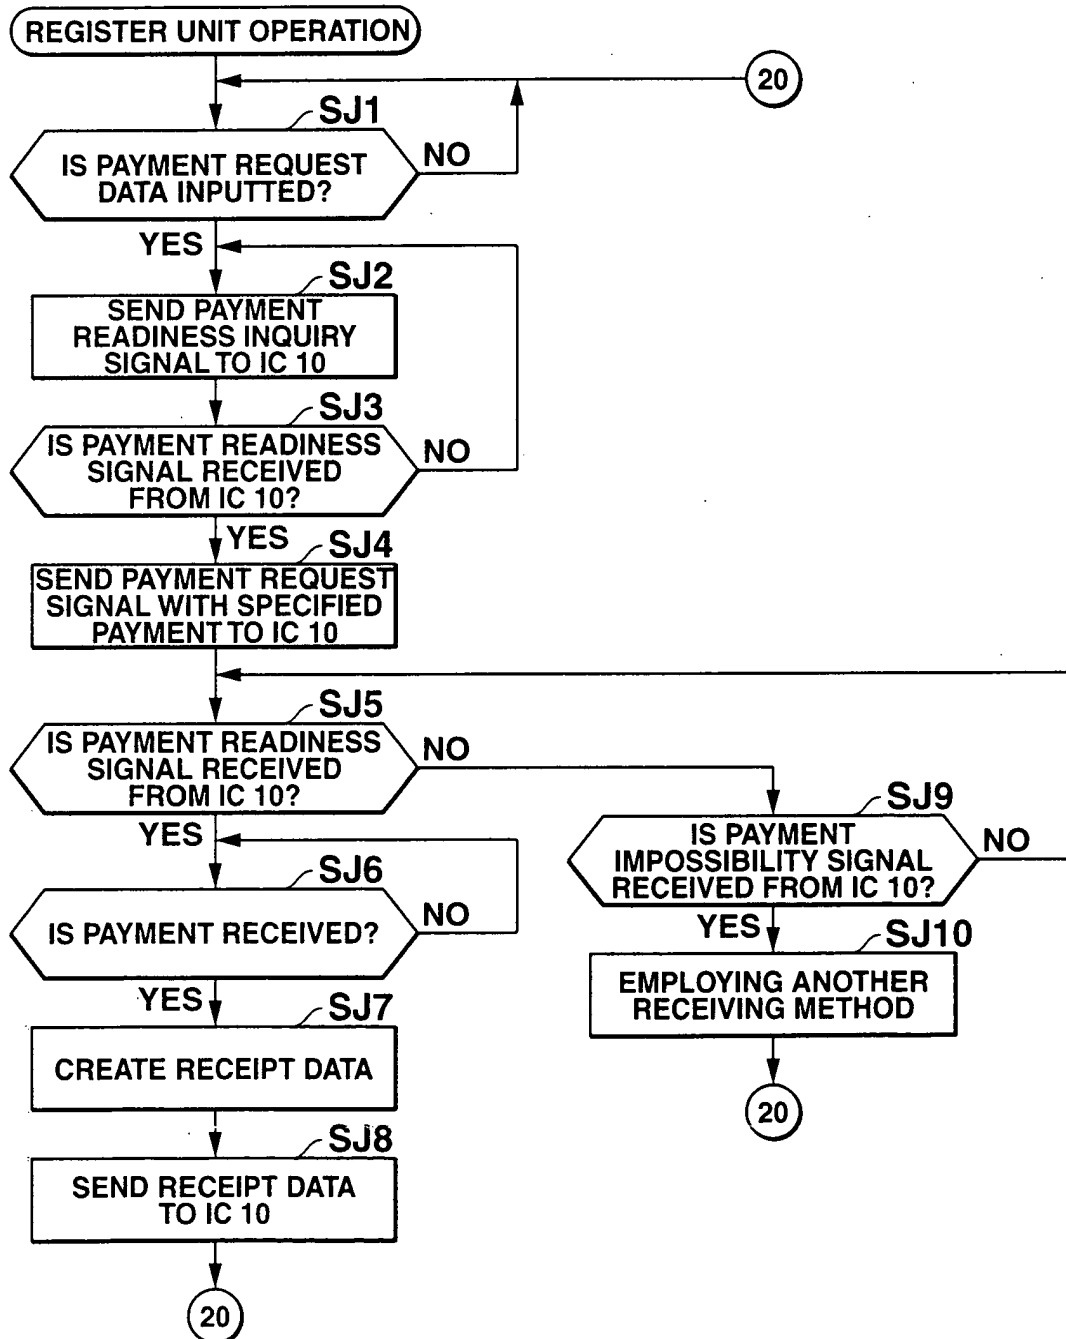 REGISTER UNIT OPERATION
20
SJ1
IS PAYMENT REQUEST
DATA INPUTTED?
NO
YES
SJ2
SEND PAYMENT
READINESS INQUIRY
SIGNAL TO IC 10
SJ3
IS PAYMENT READINESS
SIGNAL RECEIVED
FROM IC 10?
NO
YES
SJ4
SEND PAYMENT REQUEST
SIGNAL WITH SPECIFIED
PAYMENT TO IC 10
SJ5
IS PAYMENT READINESS
SIGNAL RECEIVED
FROM IC 10?
NO
YES
SJ9
IS PAYMENT
IMPOSSIBILITY SIGNAL
RECEIVED FROM IC 10?
NO
YES
SJ10
EMPLOYING ANOTHER
RECEIVING METHOD
20
SJ6
IS PAYMENT RECEIVED?
NO
YES
SJ7
CREATE RECEIPT DATA
SJ8
SEND RECEIPT DATA
TO IC 10
20